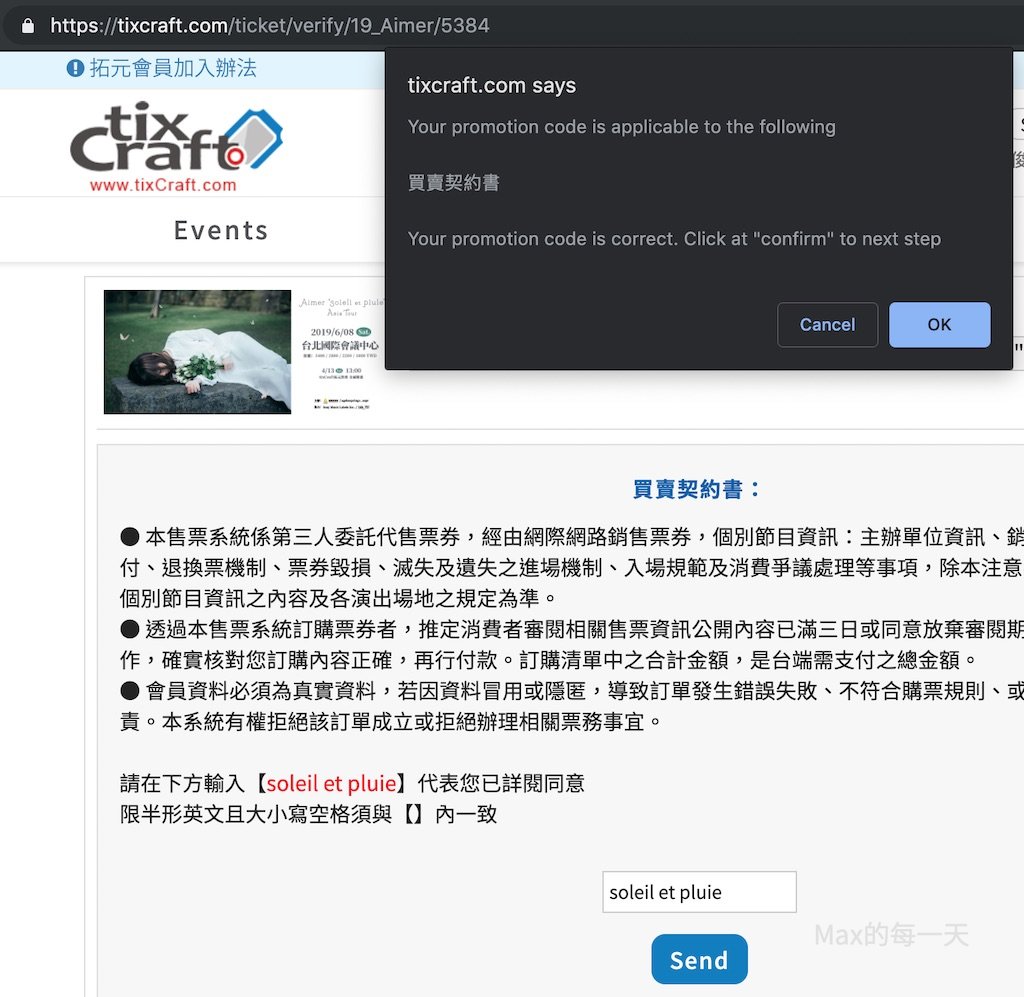 https://tixcraft.com/ticket/verify/19_Aimer/5384
拓元會員加入辦法
tixcraft.com says
Your promotion code is applicable to the following
買賣契約書
Your promotion code is correct. Click at "confirm" to next step
Cancel
OK
tix
Craft
www.tixCraft.com
Events
Aimer "soleil et pluie"
Asia Tour
2019/6/08 Sat.
台北國際會議中心
4/13 13:00
買賣契約書：
● 本售票系統係第三人委託代售票券，經由網際網路銷售票券，個別節目資訊：主辦單位資訊、銷
付、退換票機制、票券毀損、滅失及遺失之進場機制、入場規範及消費爭議處理等事項，除本注意
個別節目資訊之內容及各演出場地之規定為準。
● 透過本售票系統訂購票券者，推定消費者審閱相關售票資訊公開內容已滿三日或同意放棄審閱期
作，確實核對您訂購內容正確，再行付款。訂購清單中之合計金額，是台端需支付之總金額。
● 會員資料必須為真實資料，若因資料冒用或隱匿，導致訂單發生錯誤失敗、不符合購票規則、或
責。本系統有權拒絕該訂單成立或拒絕辦理相關票務事宜。
請在下方輸入【soleil et pluie】代表您已詳閱同意
限半形英文且大小寫空格須與【】內一致
soleil et pluie
Send
Max的每一天